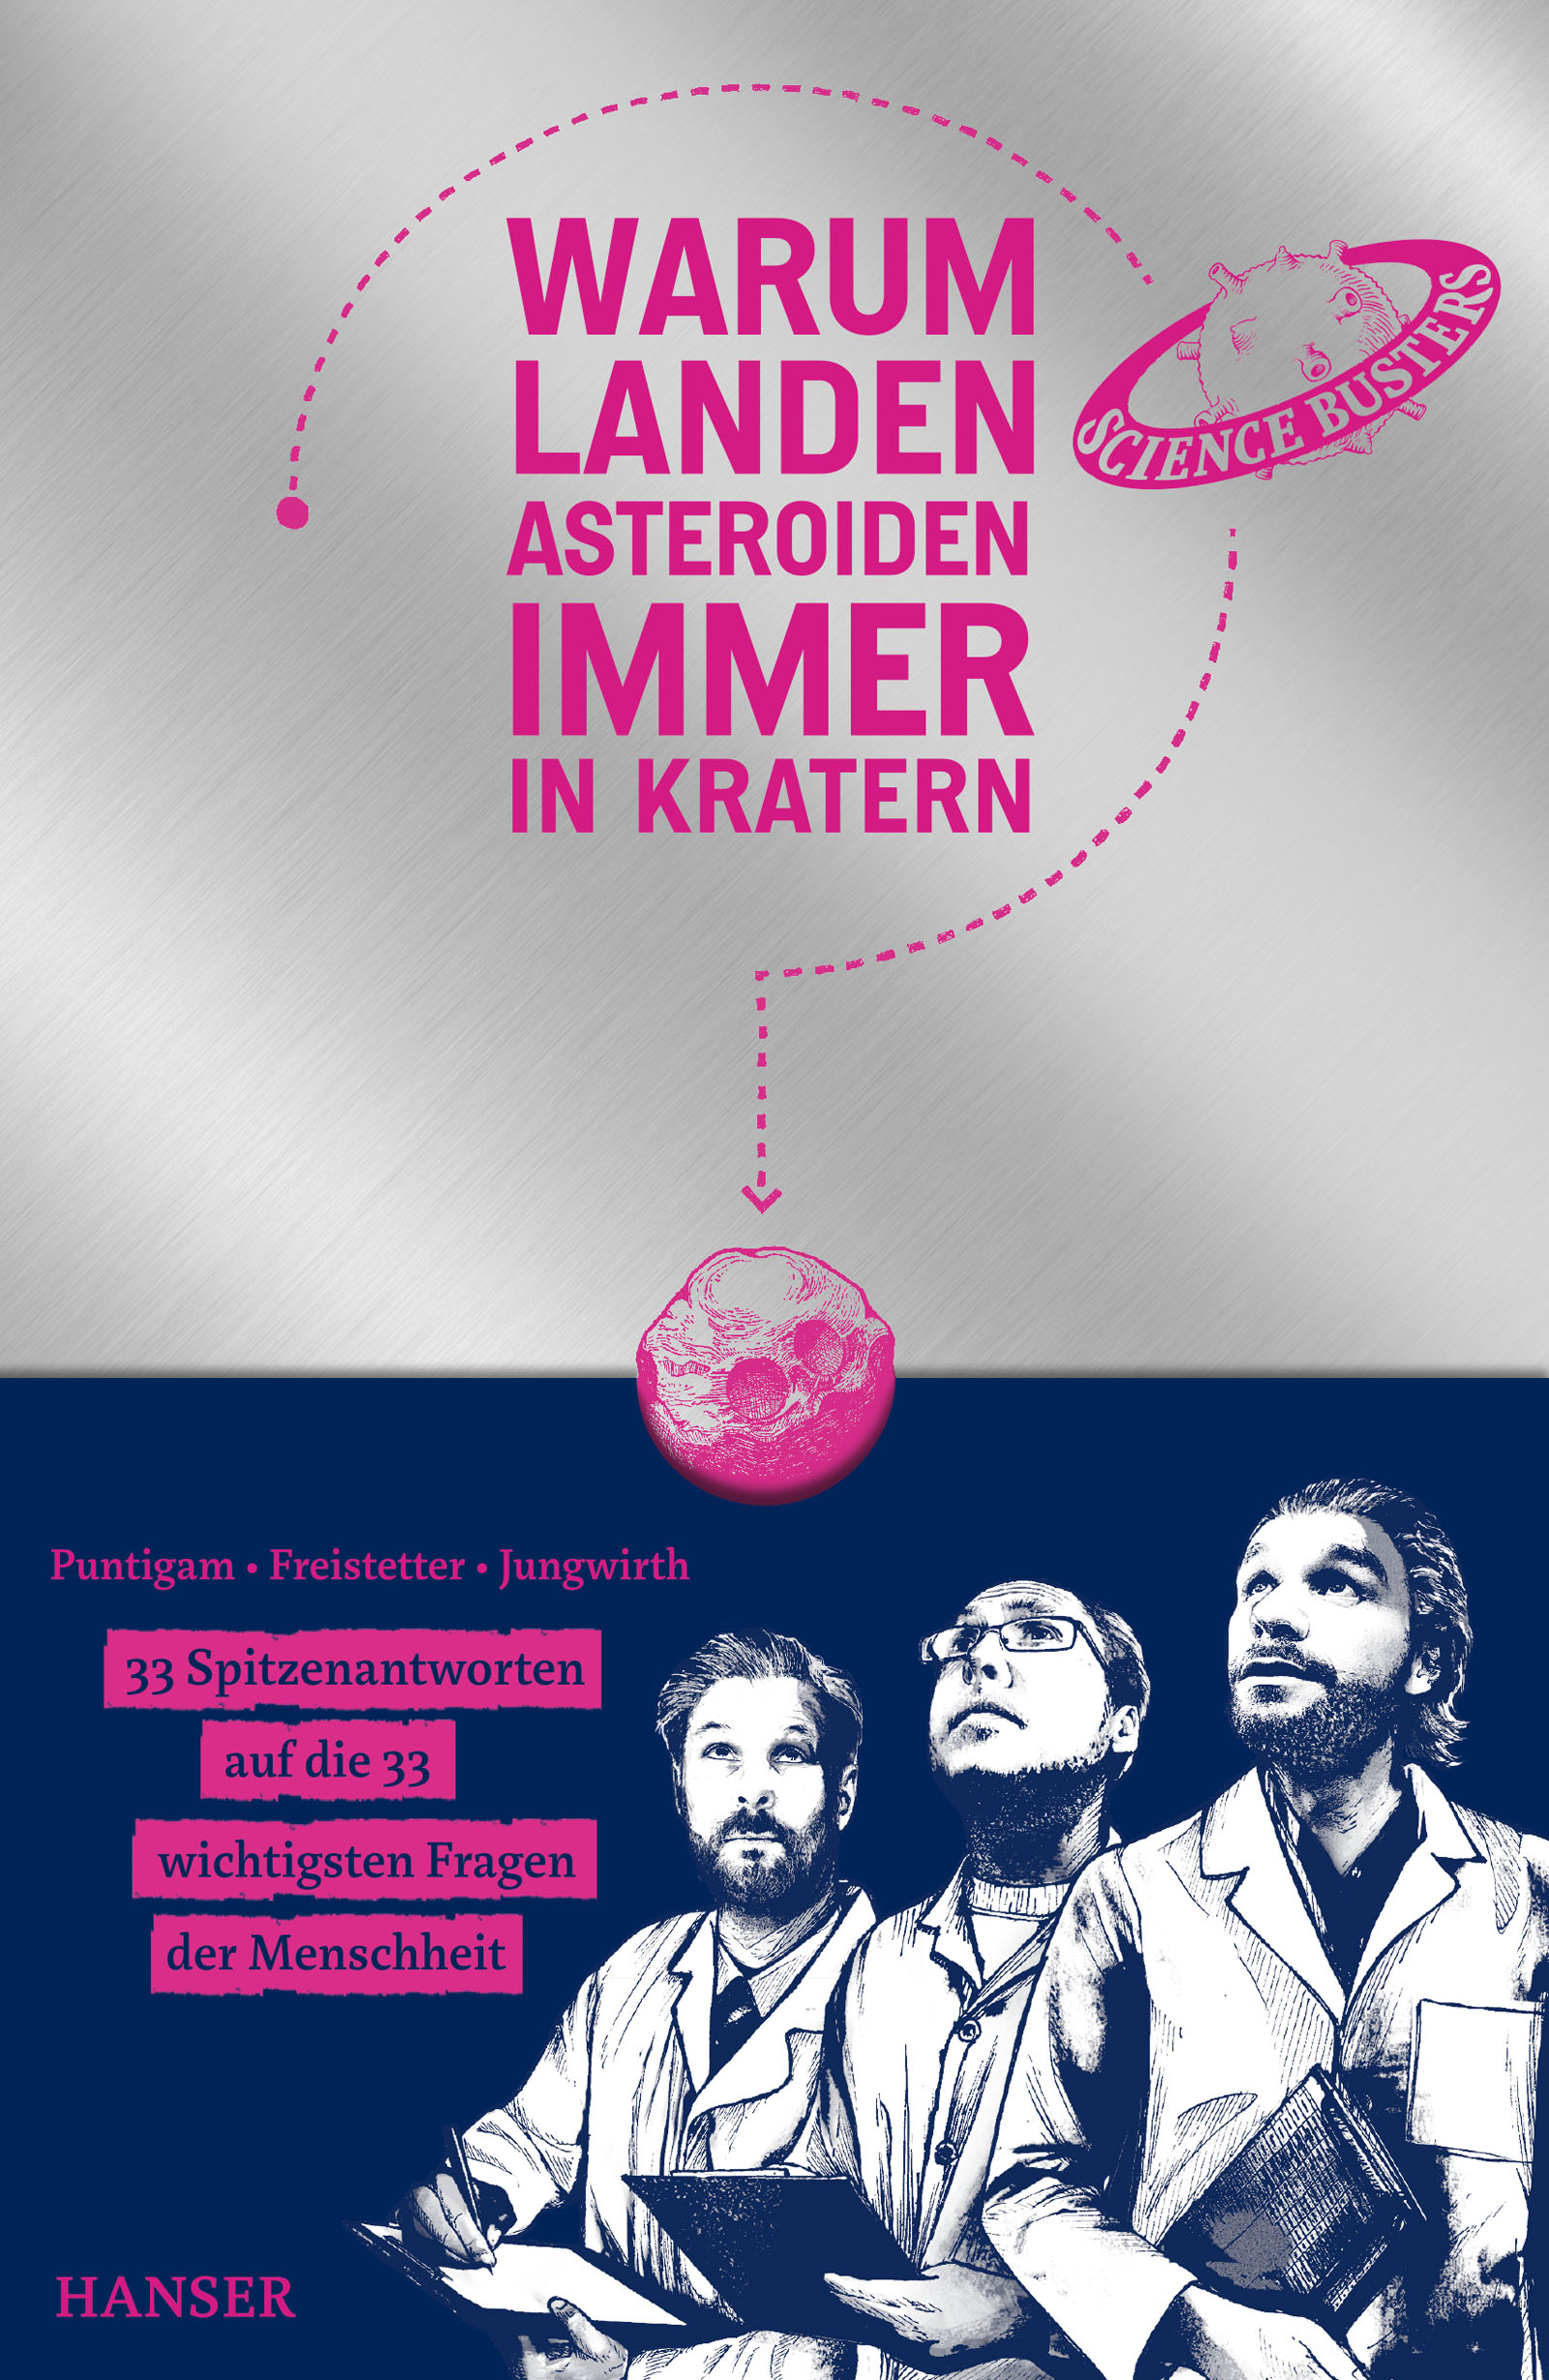 WARUM
LANDEN
ASTEROIDEN
IMMER
IN KRATERN
SCIENCE BUSTERS
Puntigam • Freistetter • Jungwirth
33 Spitzenantworten
auf die 33
wichtigsten Fragen
der Menschheit
HANSER